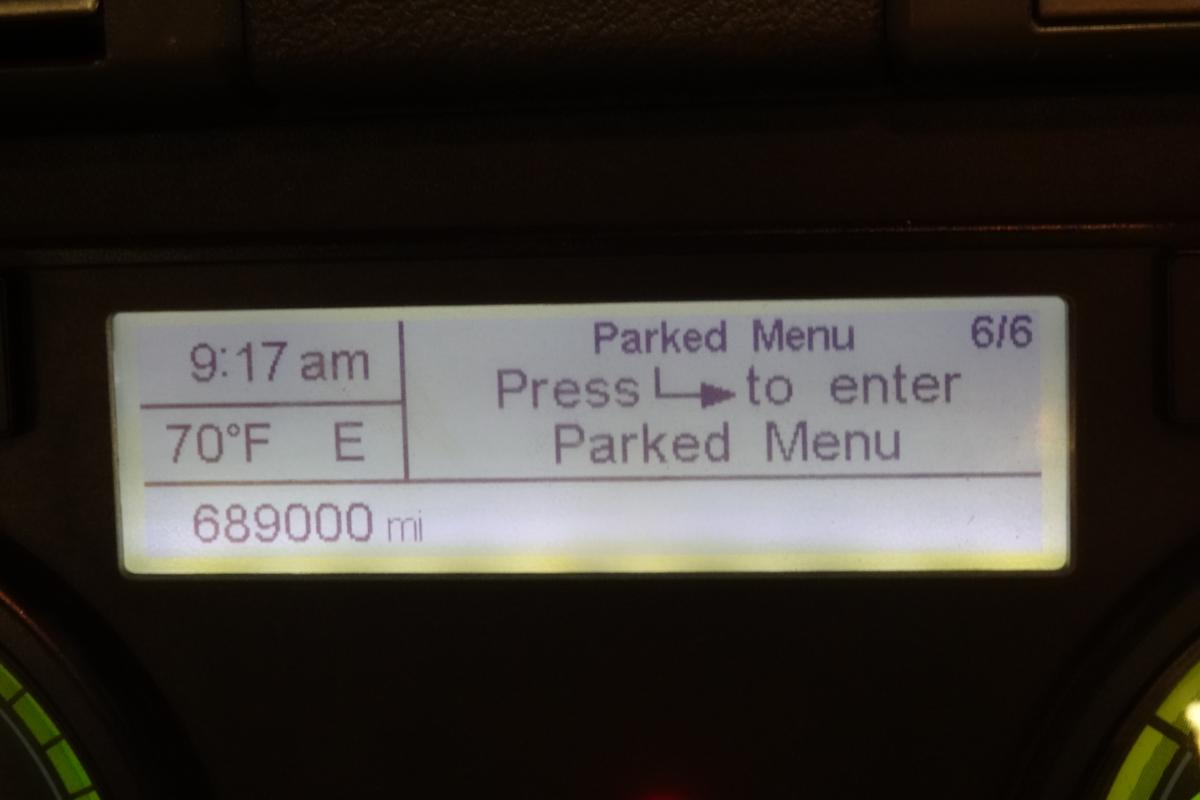 9:17 am
70°F E
Parked Menu 6/6
Press to enter
Parked Menu
689000 mi